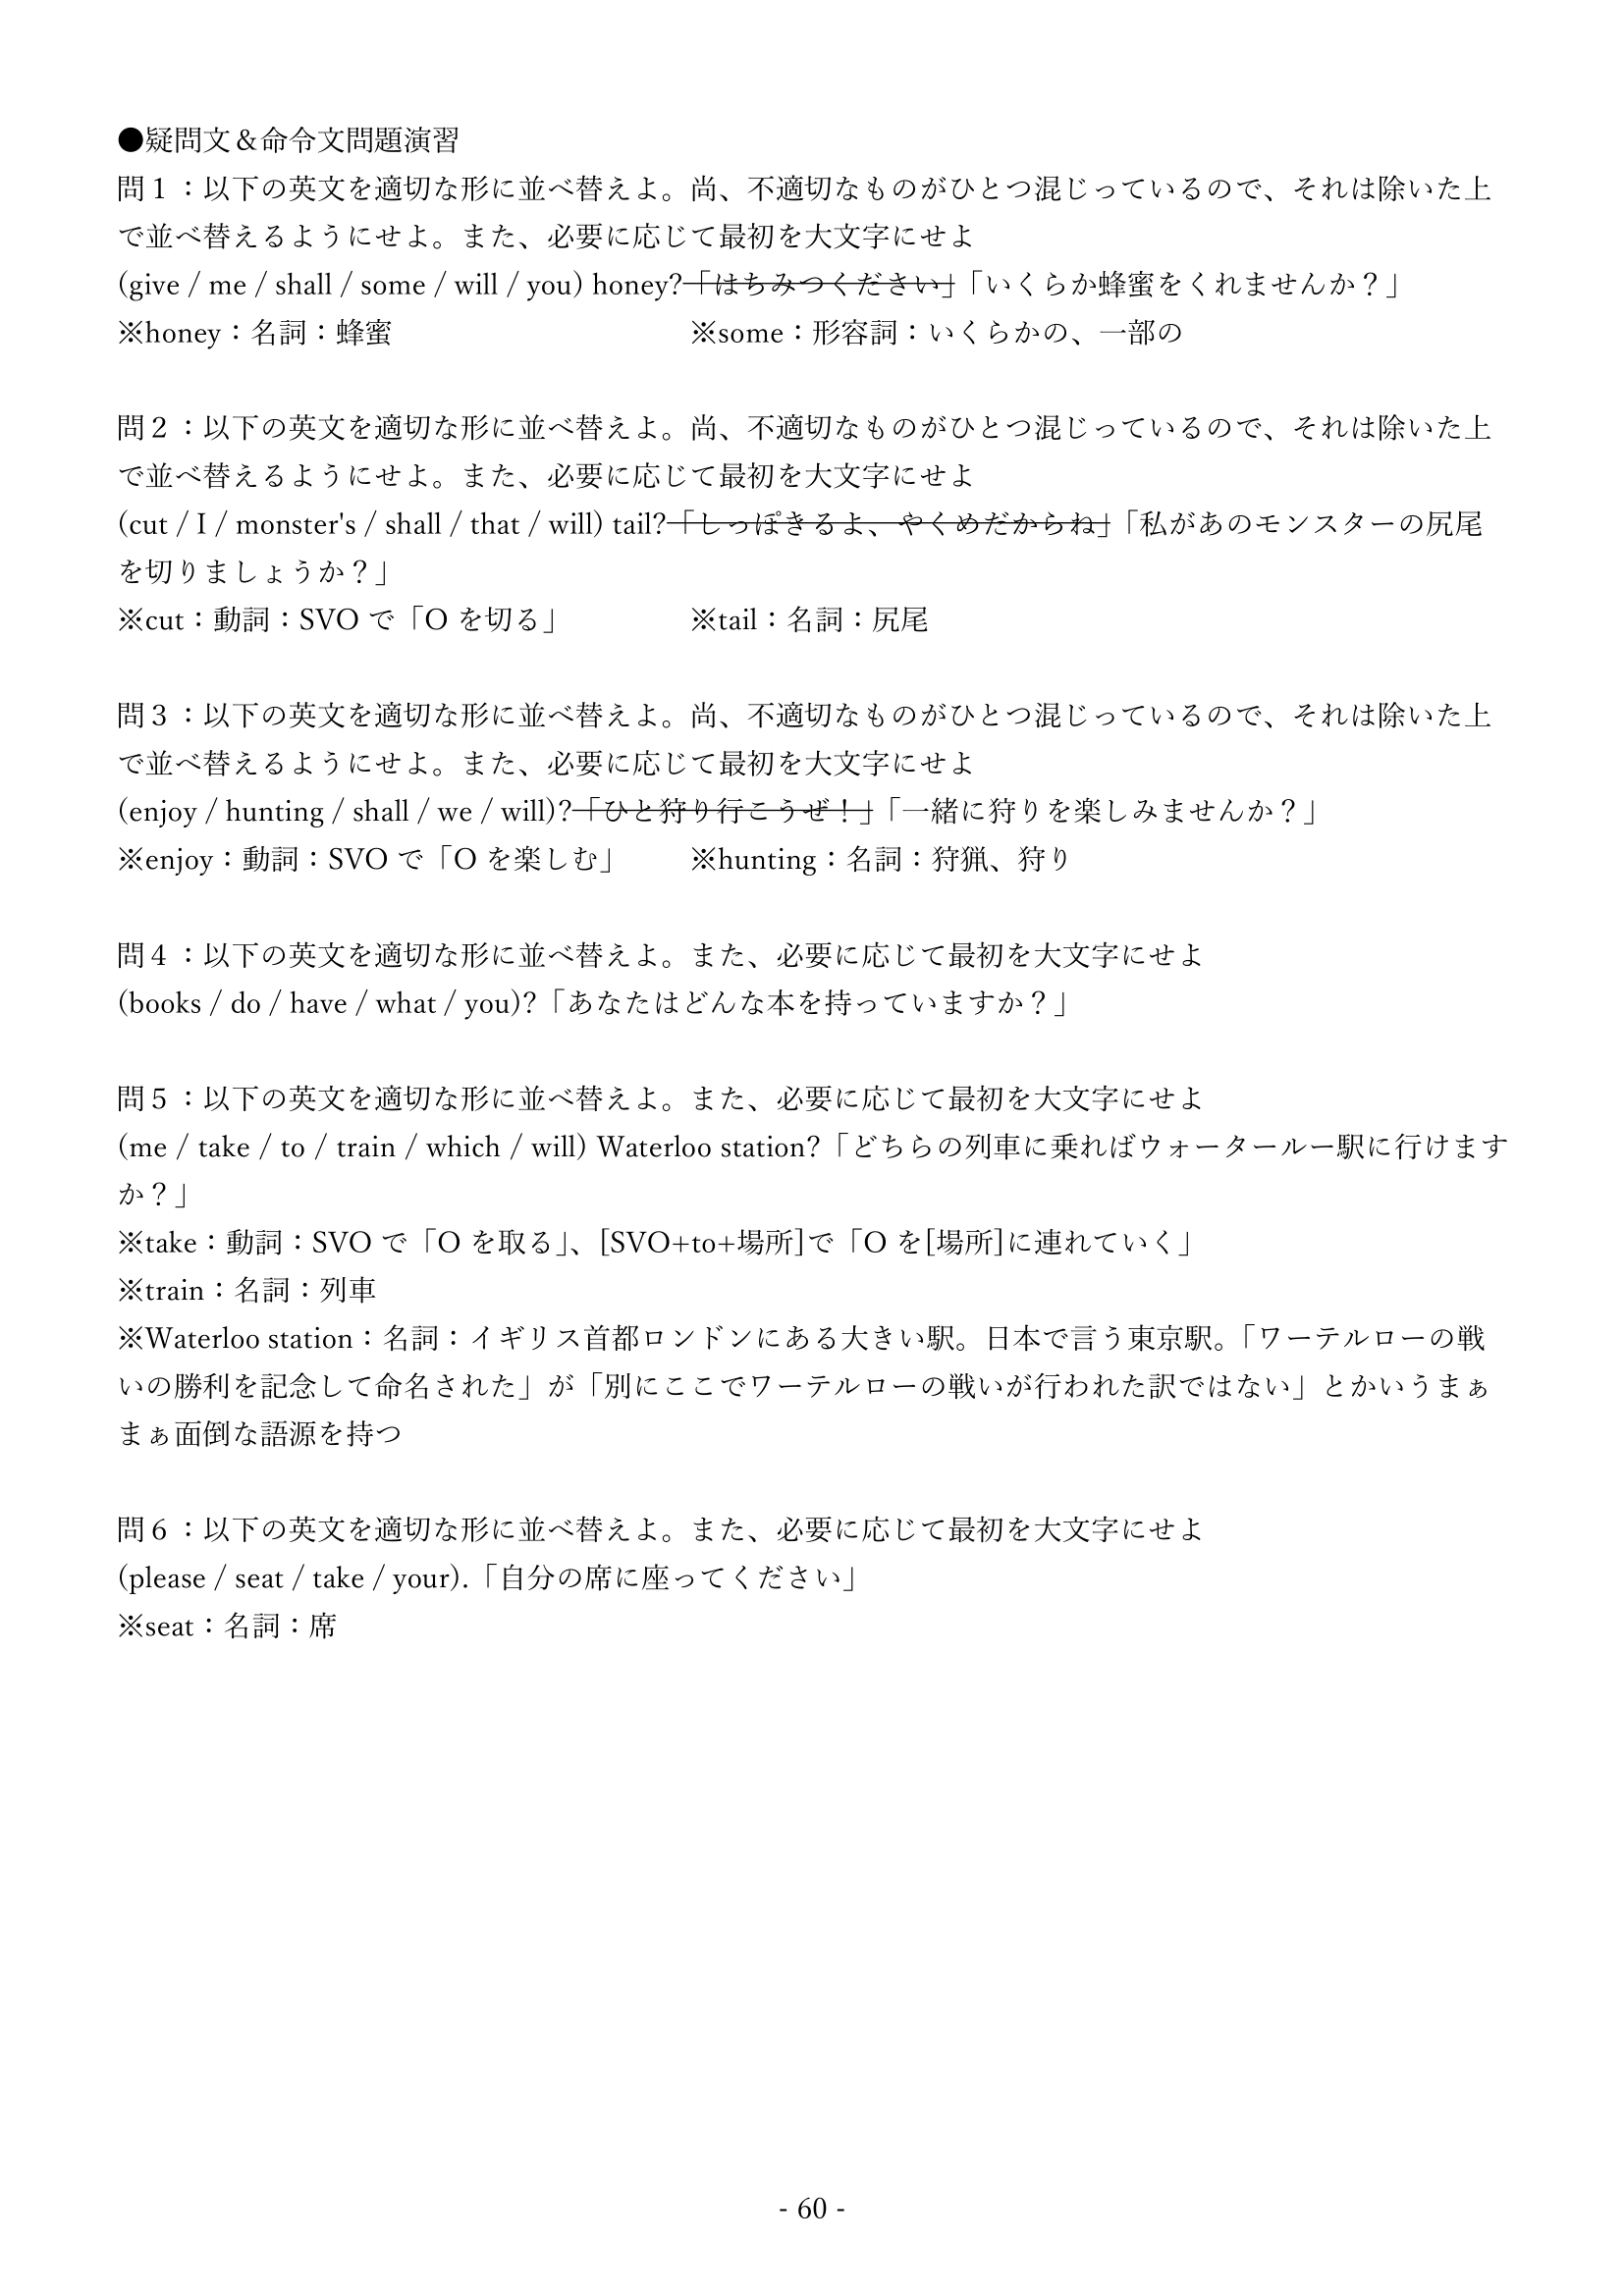 ●疑問文＆命令文問題演習
問１：以下の英文を適切な形に並べ替えよ。尚、不適切なものがひとつ混じっているので、それは除いた上
で並べ替えるようにせよ。また、必要に応じて最初を大文字にせよ
(give / me / shall / some / will / you) honey?「はちみつください」「いくらか蜂蜜をくれませんか？」
※honey：名詞：蜂蜜 ※some：形容詞：いくらかの、一部の
問２：以下の英文を適切な形に並べ替えよ。尚、不適切なものがひとつ混じっているので、それは除いた上
で並べ替えるようにせよ。また、必要に応じて最初を大文字にせよ
(cut / I / monster's / shall / that / will) tail?「しっぽきるよ、やくめだからね」「私があのモンスターの尻尾
を切りましょうか？」
※cut：動詞：SVO で「O を切る」 ※tail：名詞：尻尾
問３：以下の英文を適切な形に並べ替えよ。尚、不適切なものがひとつ混じっているので、それは除いた上
で並べ替えるようにせよ。また、必要に応じて最初を大文字にせよ
(enjoy / hunting / shall / we / will)?「ひと狩り行こうぜ！」「一緒に狩りを楽しみませんか？」
※enjoy：動詞：SVO で「O を楽しむ」 ※hunting：名詞：狩猟、狩り
問４：以下の英文を適切な形に並べ替えよ。また、必要に応じて最初を大文字にせよ
(books / do / have / what / you)?「あなたはどんな本を持っていますか？」
問５：以下の英文を適切な形に並べ替えよ。また、必要に応じて最初を大文字にせよ
(me / take / to / train / which / will) Waterloo station?「どちらの列車に乗ればウォータールー駅に行けます
か？」
※take：動詞：SVO で「O を取る」、[SVO+to+場所]で「O を[場所]に連れていく」
※train：名詞：列車
※Waterloo station：名詞：イギリス首都ロンドンにある大きい駅。日本で言う東京駅。「ワーテルローの戦
いの勝利を記念して命名された」が「別にここでワーテルローの戦いが行われた訳ではない」とかいうまぁ
まぁ面倒な語源を持つ
問６：以下の英文を適切な形に並べ替えよ。また、必要に応じて最初を大文字にせよ
(please / seat / take / your).「自分の席に座ってください」
※seat：名詞：席
- 60 -